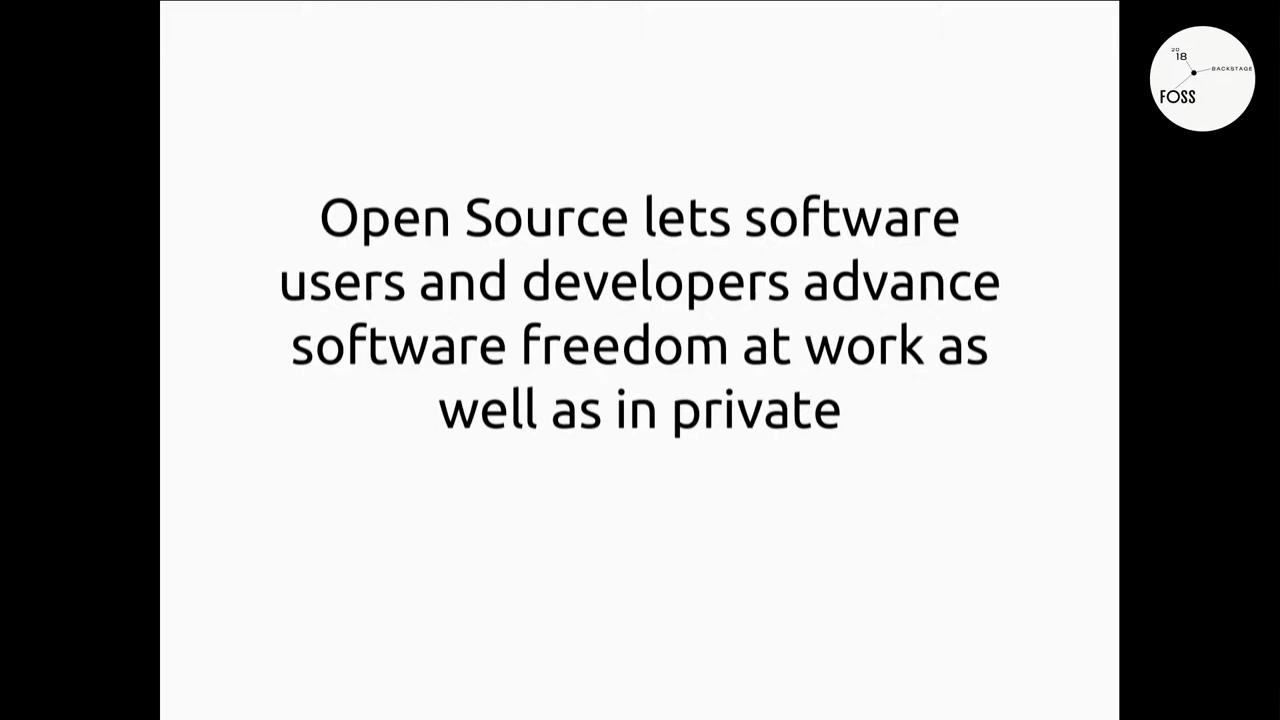 Open Source lets software
users and developers advance
software freedom at work as
well as in private
20
18
BACKSTAGE
FOSS